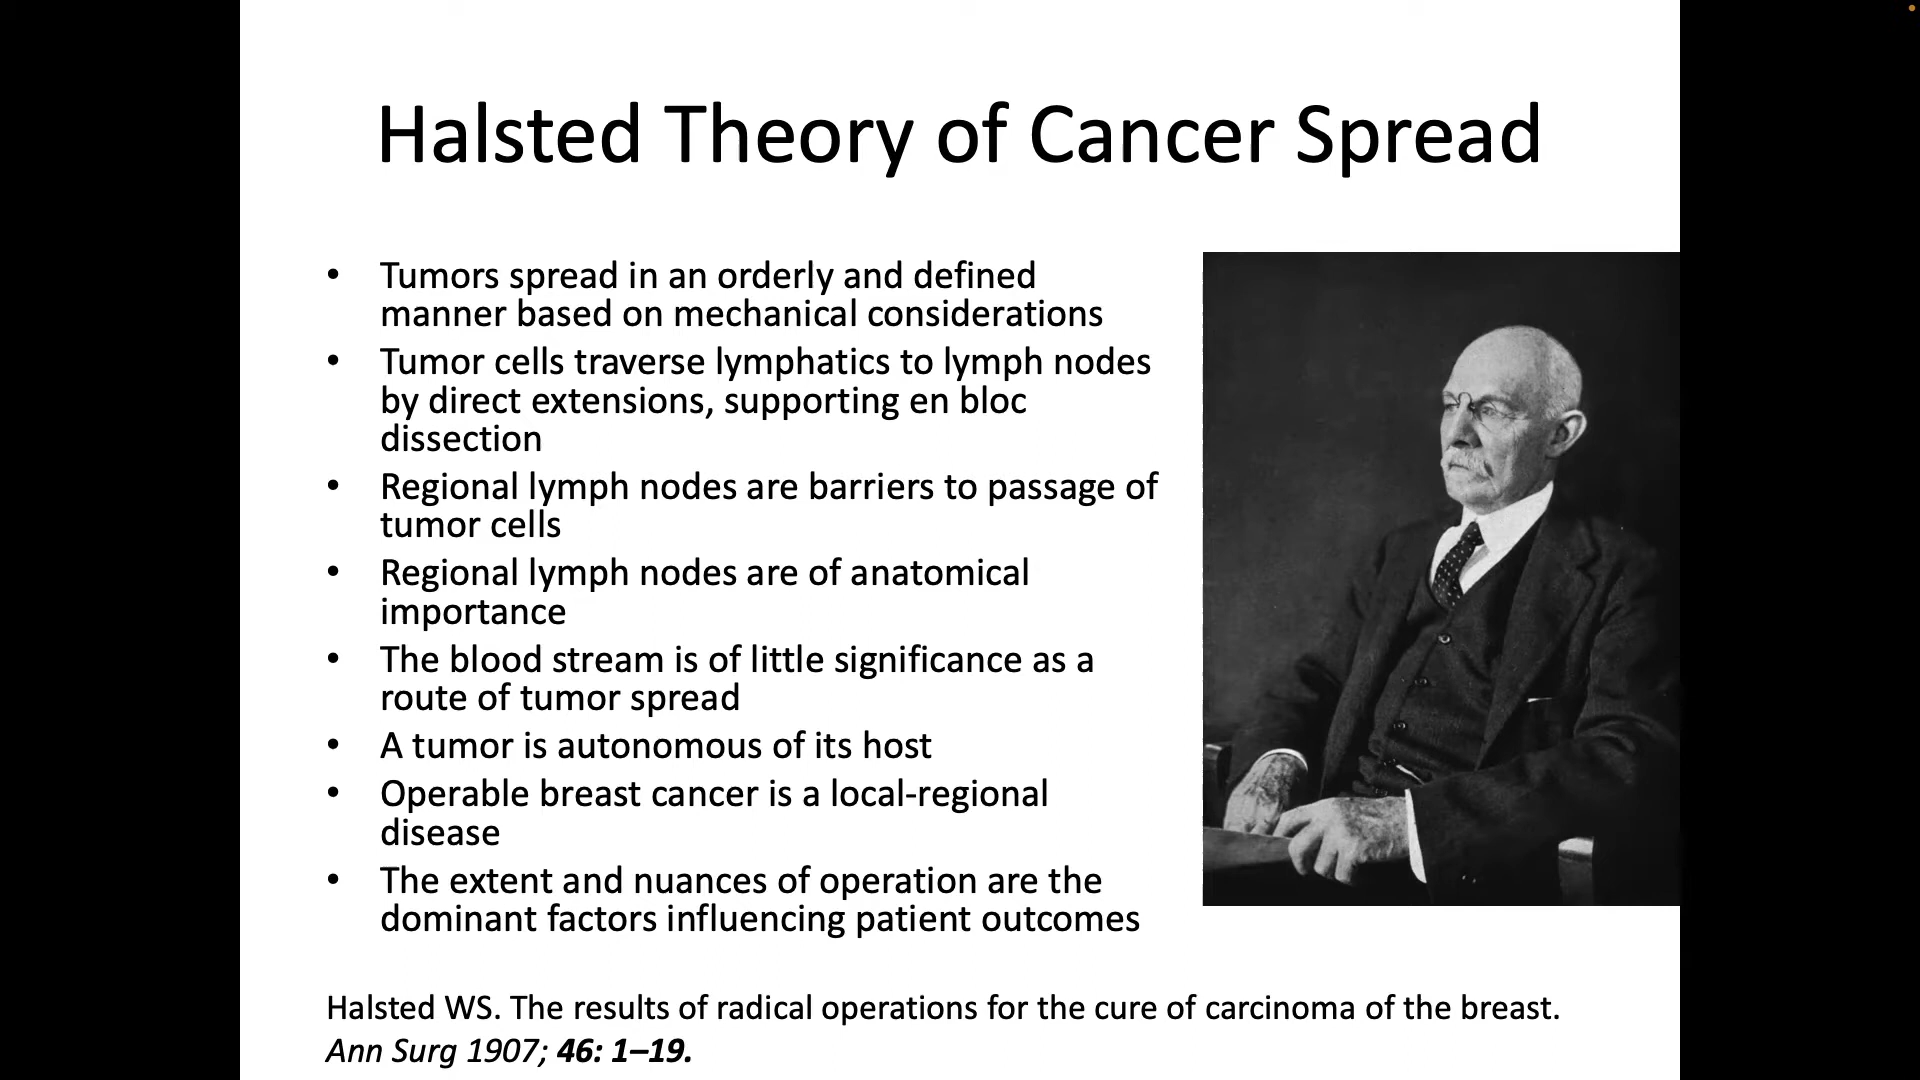 Halsted Theory of Cancer Spread
• Tumors spread in an orderly and defined
manner based on mechanical considerations
• Tumor cells traverse lymphatics to lymph nodes
by direct extensions, supporting en bloc
dissection
• Regional lymph nodes are barriers to passage of
tumor cells
• Regional lymph nodes are of anatomical
importance
• The blood stream is of little significance as a
route of tumor spread
• A tumor is autonomous of its host
• Operable breast cancer is a local-regional
disease
• The extent and nuances of operation are the
dominant factors influencing patient outcomes
Halsted WS. The results of radical operations for the cure of carcinoma of the breast.
Ann Surg 1907; 46: 1–19.